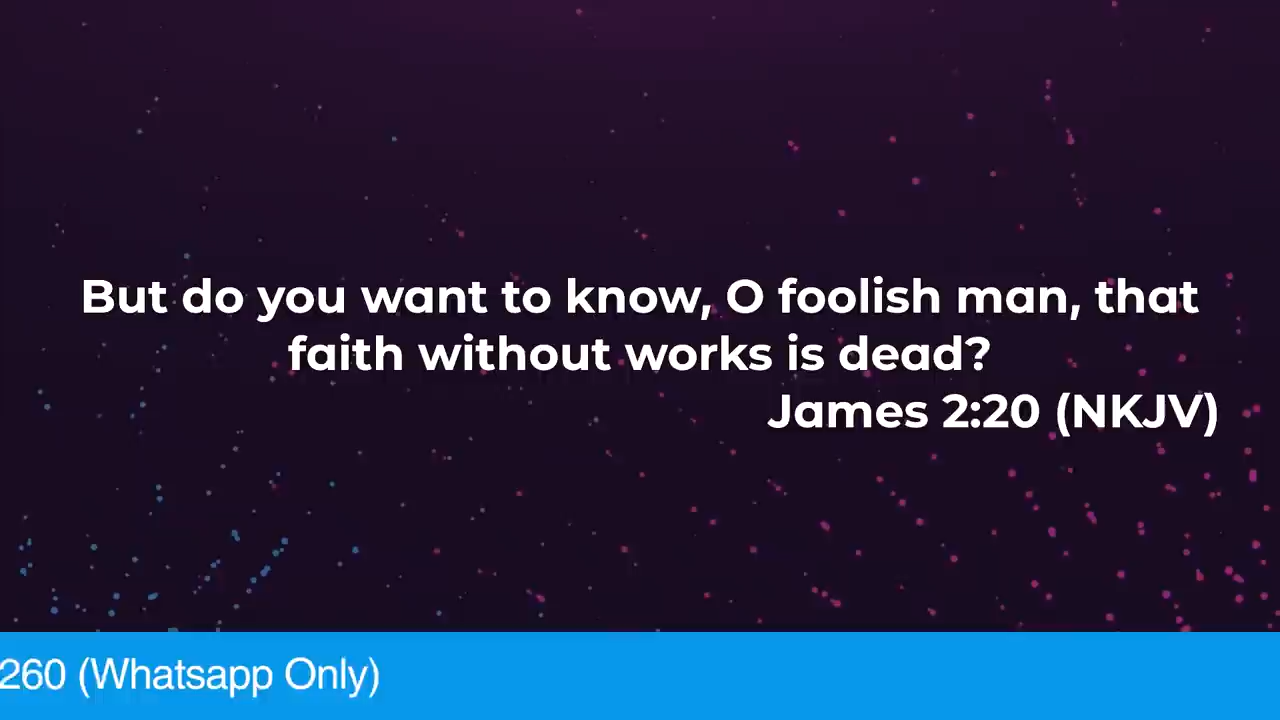 But do you want to know, O foolish man, that
faith without works is dead?
James 2:20 (NKJV)
260 (Whatsapp Only)